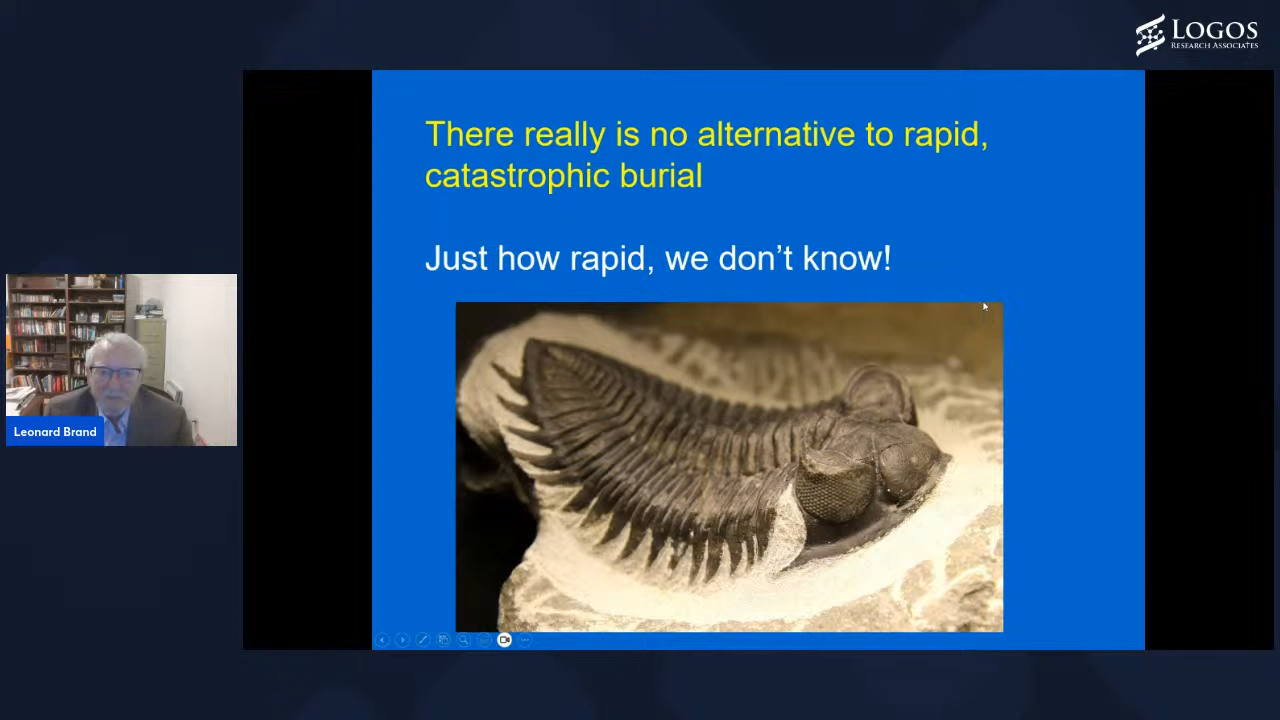 LOGOS
RESEARCH ASSOCIATES
There really is no alternative to rapid,
catastrophic burial
Just how rapid, we don't know!
Leonard Brand